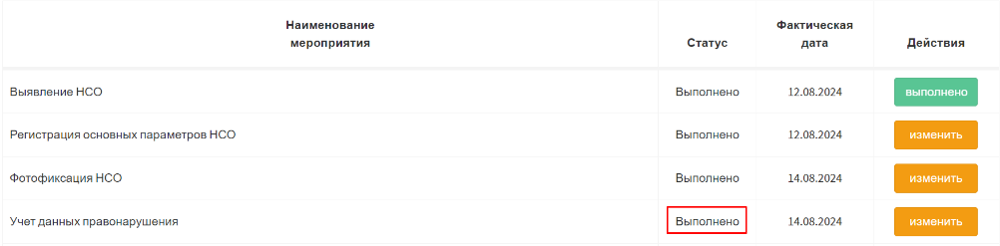 Наименование
мероприятия
Статус
Фактическая
дата
Действия
Выявление НСО Выполнено 12.08.2024 выполнено
Регистрация основных параметров НСО Выполнено 12.08.2024 изменить
Фотофиксация НСО Выполнено 14.08.2024 изменить
Учет данных правонарушения Выполнено 14.08.2024 изменить